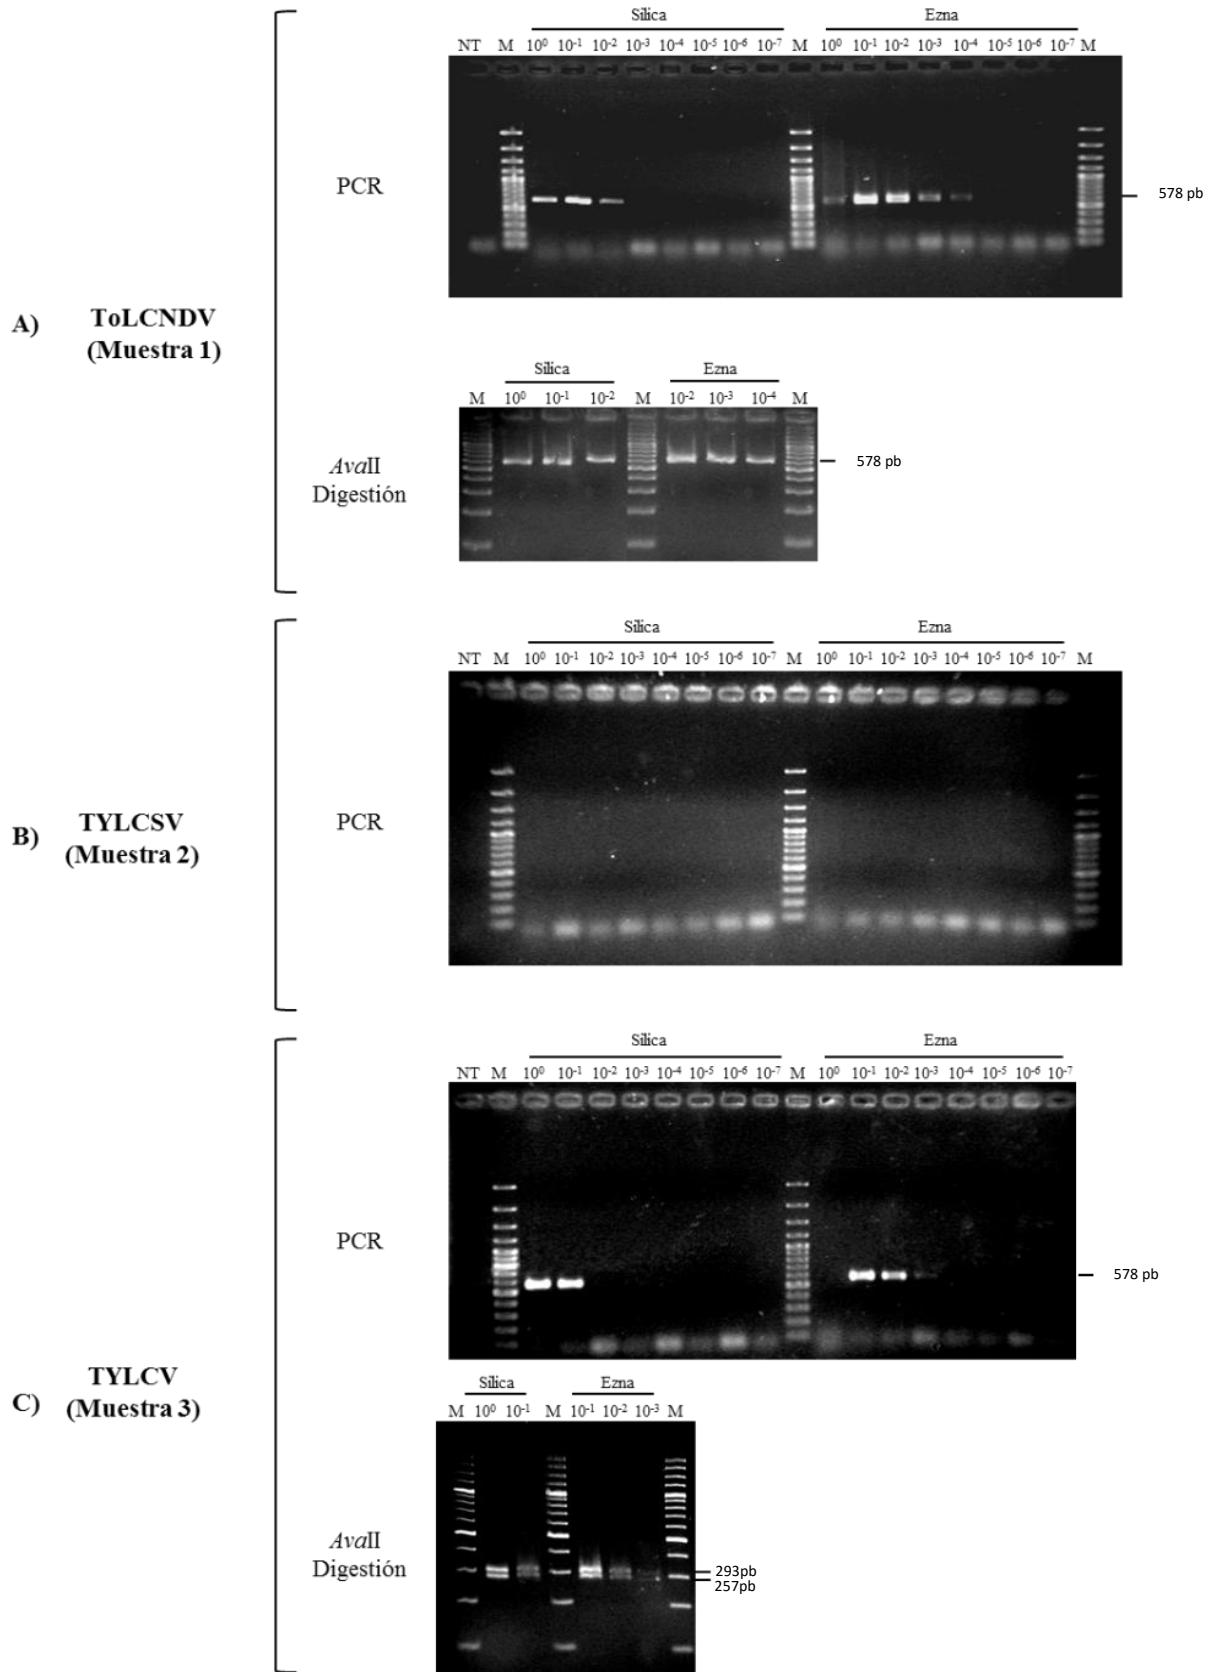 Sílica Ezna
NT M 10⁰ 10⁻¹ 10⁻² 10⁻³ 10⁻⁴ 10⁻⁵ 10⁻⁶ 10⁻⁷ M 10⁰ 10⁻¹ 10⁻² 10⁻³ 10⁻⁴ 10⁻⁵ 10⁻⁶ 10⁻⁷ M
PCR
578 pb
A) ToLCNDV
(Muestra 1)
Sílica Ezna
M 10⁰ 10⁻¹ 10⁻² M 10⁻² 10⁻³ 10⁻⁴ M
AvaII
Digestión
578 pb
Sílica Ezna
NT M 10⁰ 10⁻¹ 10⁻² 10⁻³ 10⁻⁴ 10⁻⁵ 10⁻⁶ 10⁻⁷ M 10⁰ 10⁻¹ 10⁻² 10⁻³ 10⁻⁴ 10⁻⁵ 10⁻⁶ 10⁻⁷ M
B) TYLCSV
(Muestra 2)
PCR
Sílica Ezna
NT M 10⁰ 10⁻¹ 10⁻² 10⁻³ 10⁻⁴ 10⁻⁵ 10⁻⁶ 10⁻⁷ M 10⁰ 10⁻¹ 10⁻² 10⁻³ 10⁻⁴ 10⁻⁵ 10⁻⁶ 10⁻⁷
PCR
578 pb
C) TYLCV
(Muestra 3)
Sílica Ezna
M 10⁰ 10⁻¹ M 10⁻¹ 10⁻² 10⁻³ M
AvaII
Digestión
293pb
257pb